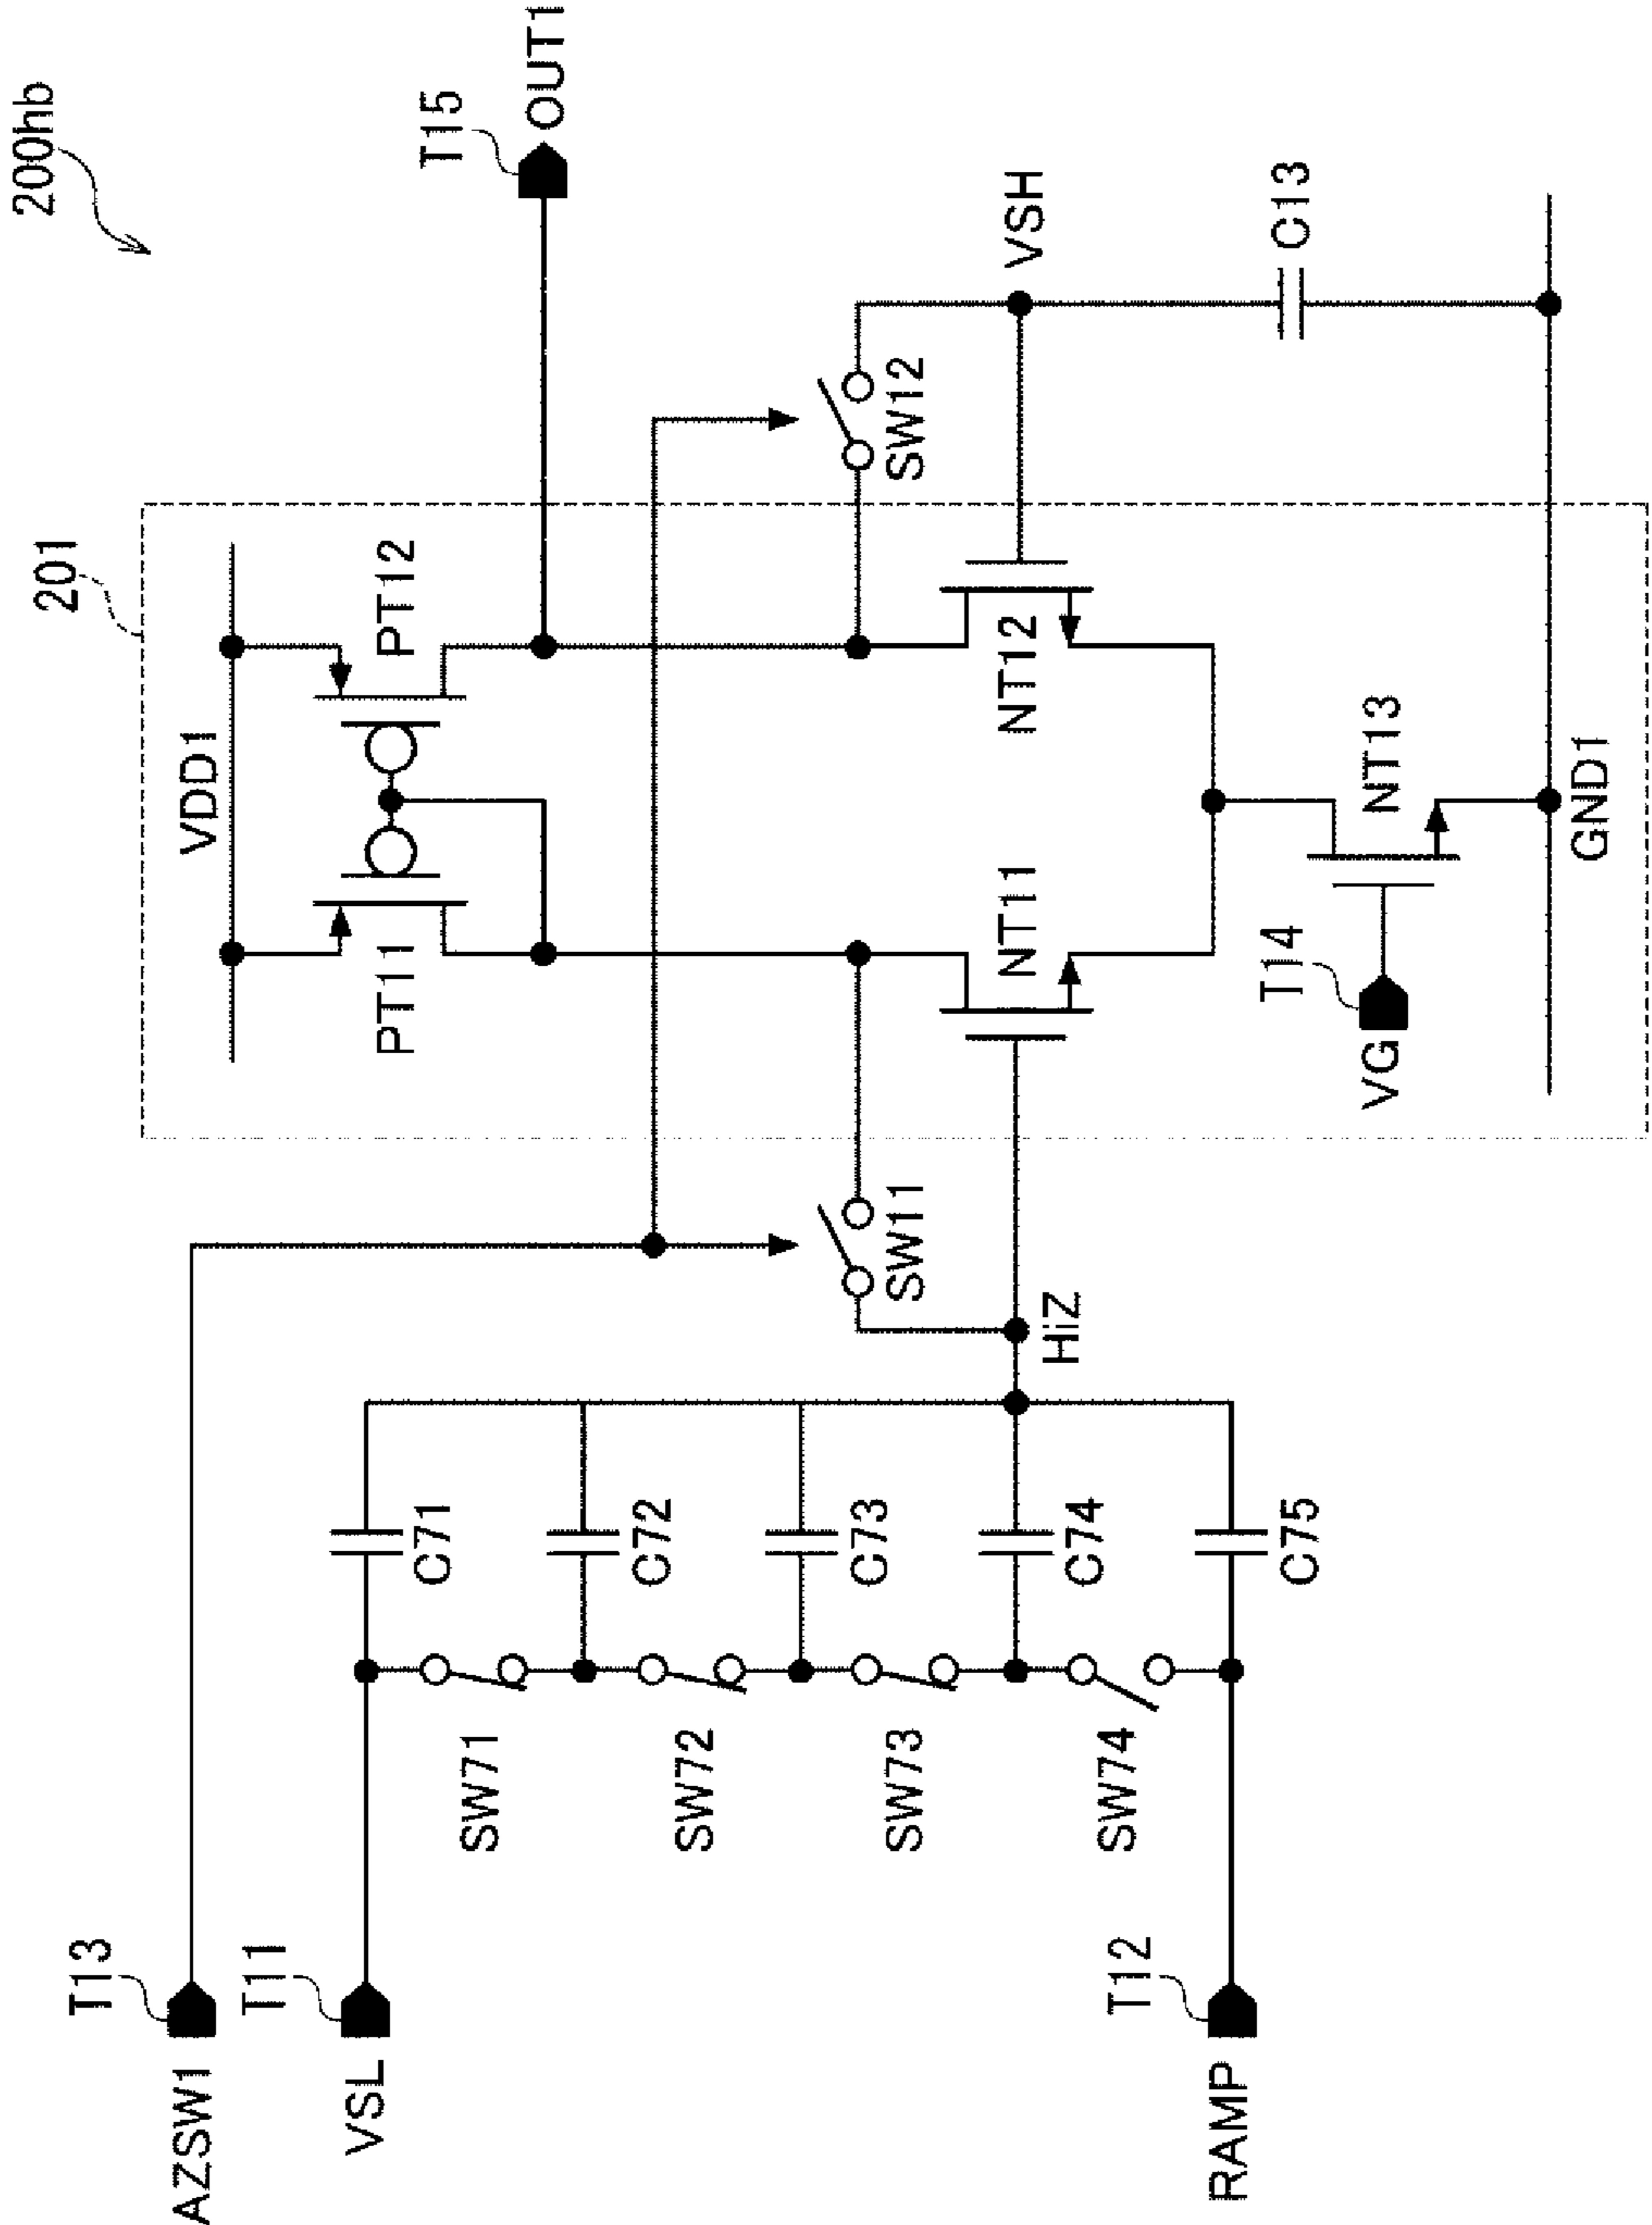 200hb
201
VDD1
PT11
PT12
T15
OUT1
T13
AZSW1
T11
VSL
SW71
C71
SW72
C72
SW73
C73
SW74
C74
C75
T12
RAMP
SW11
SW12
HiZ
NT11
NT12
VSH
C13
T14
VG
NT13
GND1